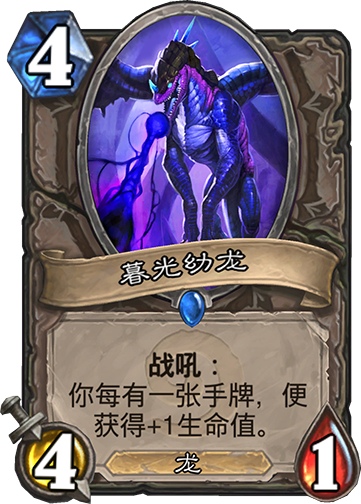 4
暮光幼龙
战吼：
你每有一张手牌，便
获得+1生命值。
4
龙
1